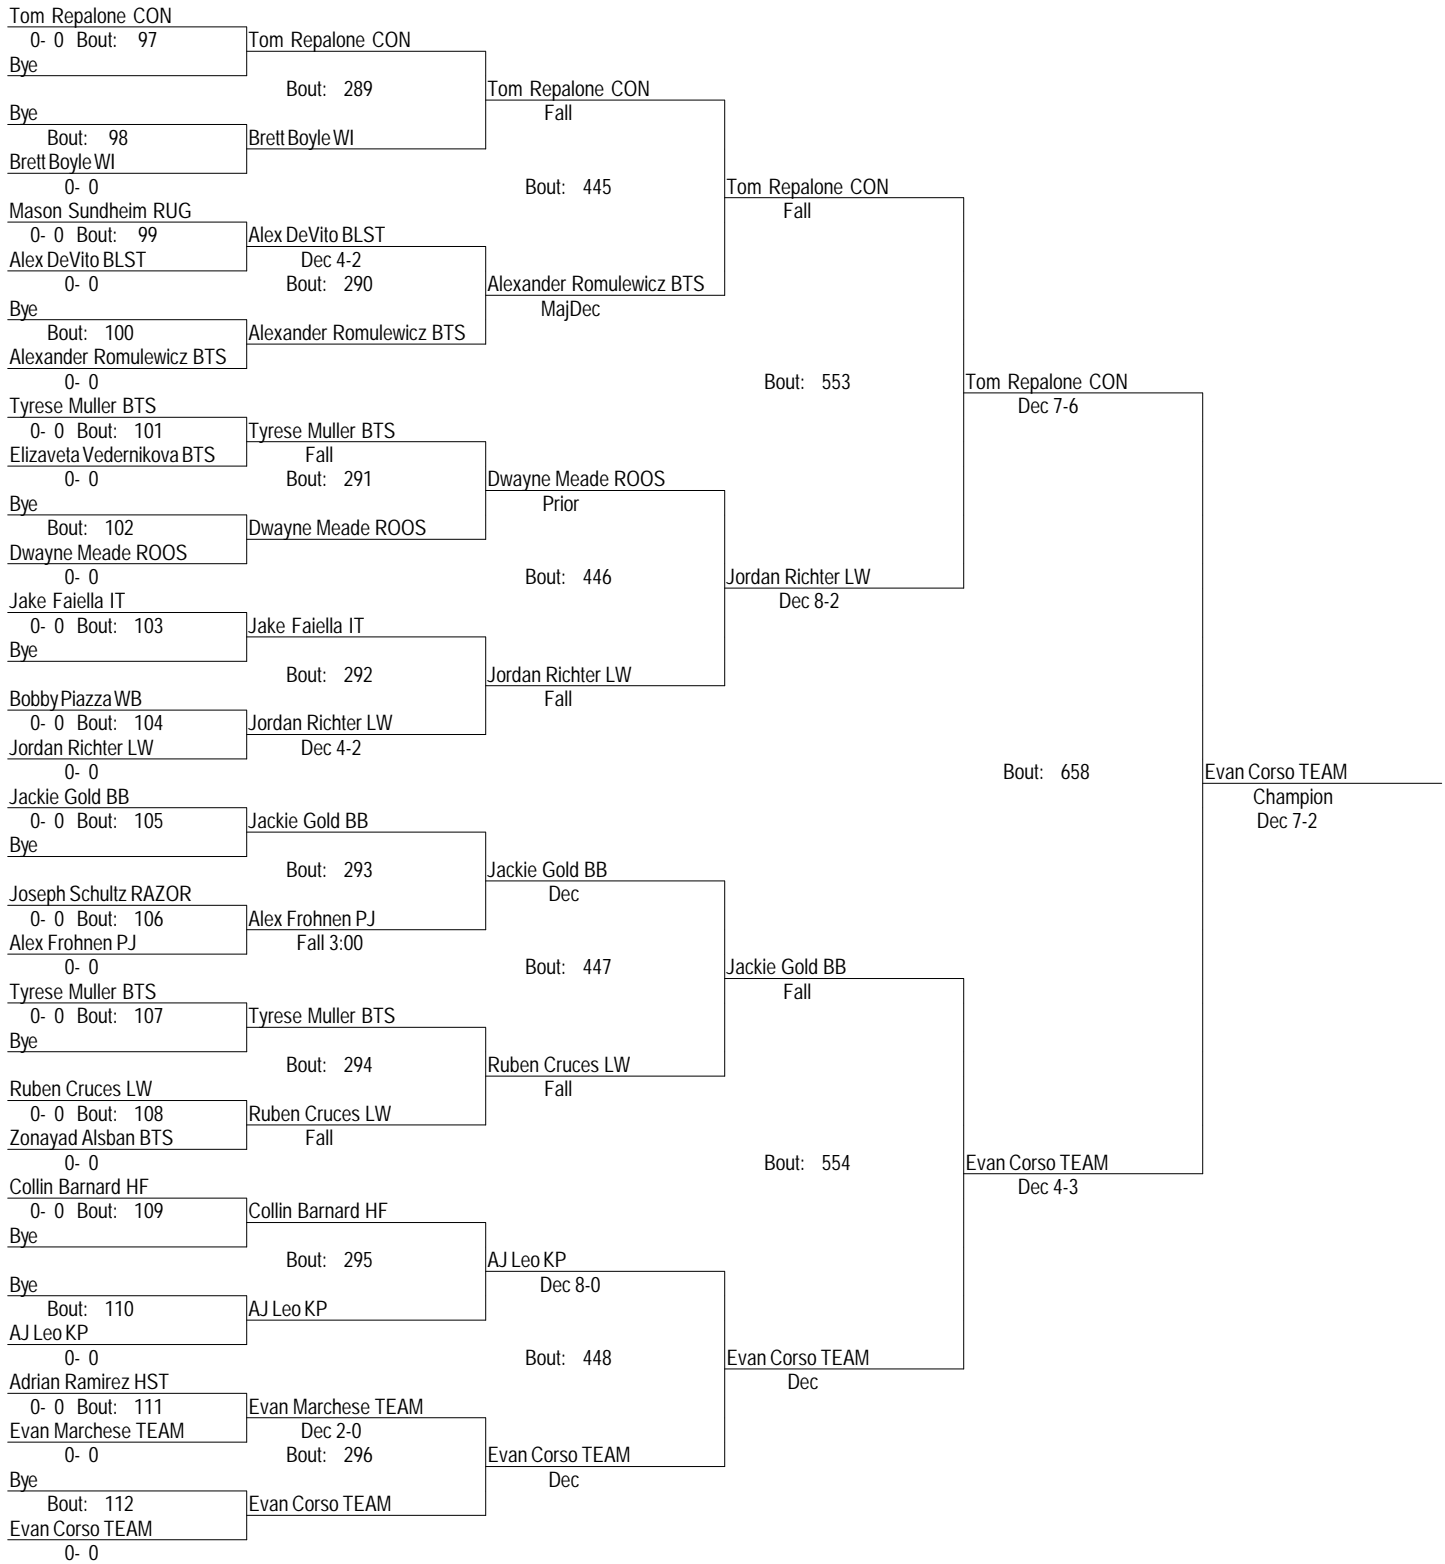 Tom Repalone CON
0- 0 Bout: 97
Tom Repalone CON
Bye
Bout: 289
Tom Repalone CON
Bye
Fall
Bout: 98
Brett Boyle WI
Brett Boyle WI
0- 0
Bout: 445
Tom Repalone CON
Mason Sundheim RUG
Fall
0- 0 Bout: 99
Alex DeVito BLST
Alex DeVito BLST
Dec 4-2
0- 0
Bout: 290
Alexander Romulewicz BTS
Bye
MajDec
Bout: 100
Alexander Romulewicz BTS
Alexander Romulewicz BTS
0- 0
Bout: 553
Tom Repalone CON
Tyrese Muller BTS
Dec 7-6
0- 0 Bout: 101
Tyrese Muller BTS
Elizaveta Vedernikova BTS
Fall
0- 0
Bout: 291
Dwayne Meade ROOS
Bye
Prior
Bout: 102
Dwayne Meade ROOS
Dwayne Meade ROOS
0- 0
Bout: 446
Jordan Richter LW
Jake Faiella IT
Dec 8-2
0- 0 Bout: 103
Jake Faiella IT
Bye
Bout: 292
Jordan Richter LW
Bobby Piazza WB
Fall
0- 0 Bout: 104
Jordan Richter LW
Jordan Richter LW
Dec 4-2
0- 0
Bout: 658
Evan Corso TEAM
Jackie Gold BB
Champion
0- 0 Bout: 105
Jackie Gold BB
Dec 7-2
Bye
Bout: 293
Jackie Gold BB
Joseph Schultz RAZOR
Dec
0- 0 Bout: 106
Alex Frohnen PJ
Alex Frohnen PJ
Fall 3:00
0- 0
Bout: 447
Jackie Gold BB
Tyrese Muller BTS
Fall
0- 0 Bout: 107
Tyrese Muller BTS
Bye
Bout: 294
Ruben Cruces LW
Ruben Cruces LW
Fall
0- 0 Bout: 108
Ruben Cruces LW
Zonayad Alsban BTS
Fall
0- 0
Bout: 554
Evan Corso TEAM
Collin Barnard HF
Dec 4-3
0- 0 Bout: 109
Collin Barnard HF
Bye
Bout: 295
AJ Leo KP
Bye
Dec 8-0
Bout: 110
AJ Leo KP
AJ Leo KP
0- 0
Bout: 448
Evan Corso TEAM
Adrian Ramirez HST
Dec
0- 0 Bout: 111
Evan Marchese TEAM
Evan Marchese TEAM
Dec 2-0
0- 0
Bout: 296
Evan Corso TEAM
Bye
Dec
Bout: 112
Evan Corso TEAM
Evan Corso TEAM
0- 0